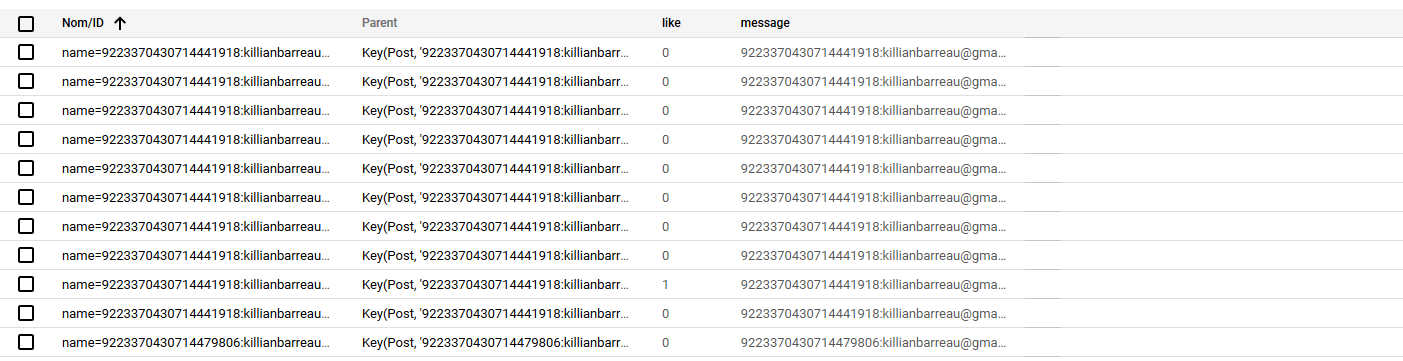 Nom/ID ↑ Parent like message
name=9223370430714441918:killianbarreau... Key(Post, '9223370430714441918:killianbarr... 0 9223370430714441918:killianbarreau@gma...
name=9223370430714441918:killianbarreau... Key(Post, '9223370430714441918:killianbarr... 0 9223370430714441918:killianbarreau@gma...
name=9223370430714441918:killianbarreau... Key(Post, '9223370430714441918:killianbarr... 0 9223370430714441918:killianbarreau@gma...
name=9223370430714441918:killianbarreau... Key(Post, '9223370430714441918:killianbarr... 0 9223370430714441918:killianbarreau@gma...
name=9223370430714441918:killianbarreau... Key(Post, '9223370430714441918:killianbarr... 0 9223370430714441918:killianbarreau@gma...
name=9223370430714441918:killianbarreau... Key(Post, '9223370430714441918:killianbarr... 0 9223370430714441918:killianbarreau@gma...
name=9223370430714441918:killianbarreau... Key(Post, '9223370430714441918:killianbarr... 0 9223370430714441918:killianbarreau@gma...
name=9223370430714441918:killianbarreau... Key(Post, '9223370430714441918:killianbarr... 0 9223370430714441918:killianbarreau@gma...
name=9223370430714441918:killianbarreau... Key(Post, '9223370430714441918:killianbarr... 1 9223370430714441918:killianbarreau@gma...
name=9223370430714441918:killianbarreau... Key(Post, '9223370430714441918:killianbarr... 0 9223370430714441918:killianbarreau@gma...
name=9223370430714479806:killianbarreau... Key(Post, '9223370430714479806:killianbarr... 0 9223370430714479806:killianbarreau@gma...